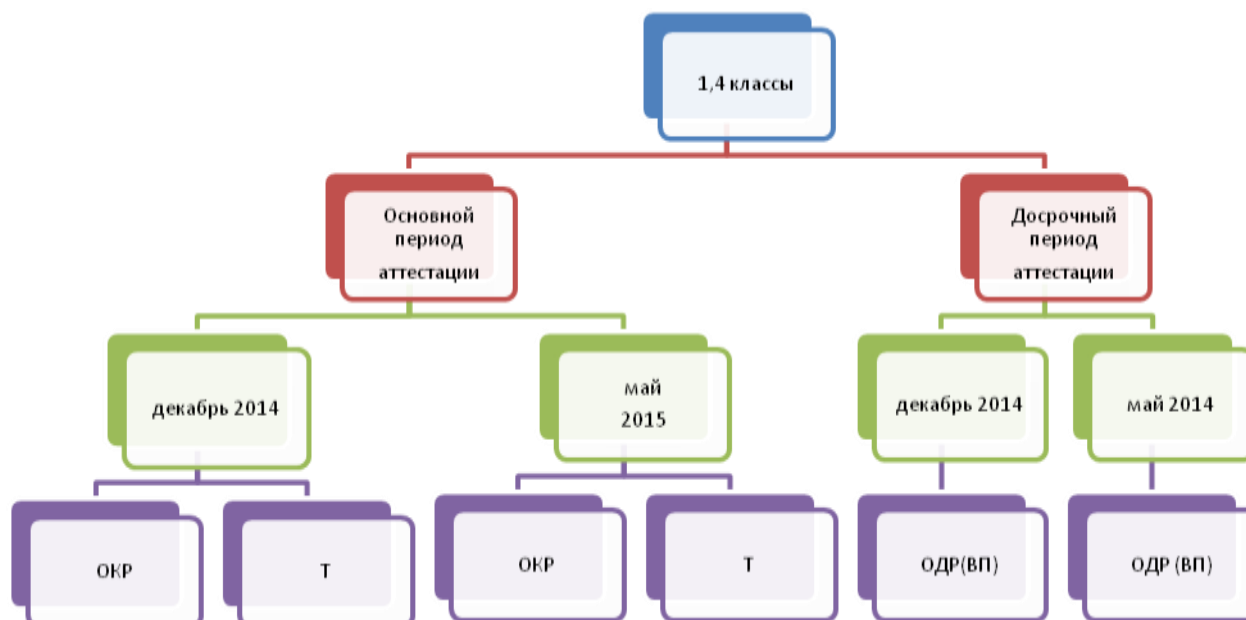 1,4 классы
Основной
период
аттестации
Досрочный
период
аттестации
декабрь 2014
май
2015
декабрь 2014
май 2014
ОКР
Т
ОКР
Т
ОДР(ВП)
ОДР (ВП)